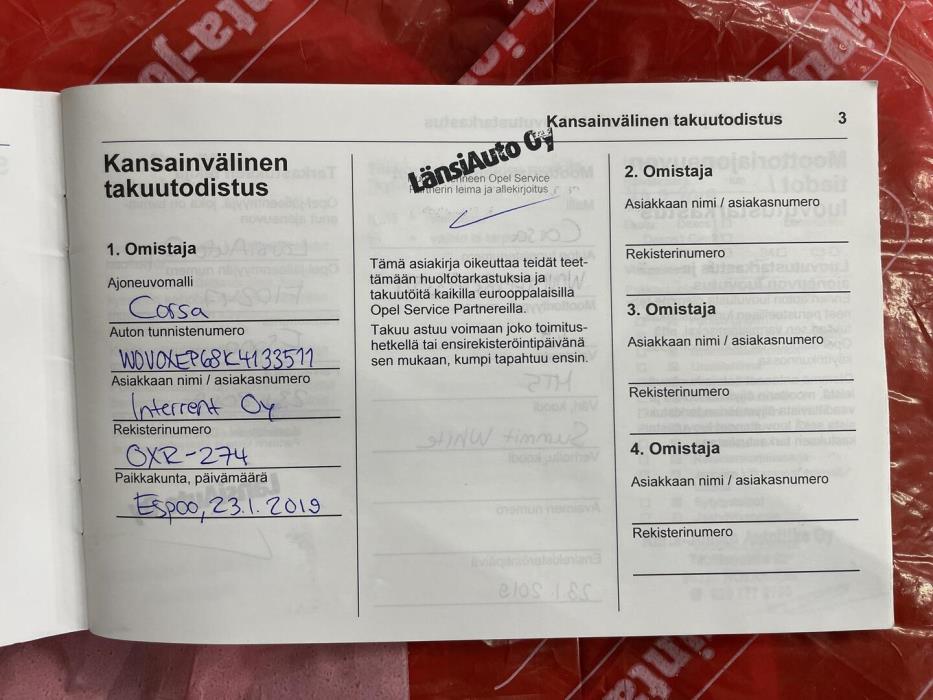 Kansainvälinen takuutodistus 3
Kansainvälinen
takuutodistus
1. Omistaja
Ajoneuvomalli
Corsa
Auton tunnistenumero
W0V0XEP68K4133511
Asiakkaan nimi / asiakasnumero
Interrent Oy
Rekisterinumero
OXR-274
Paikkakunta, päivämäärä
Espoo, 23.1. 2019
LänsiAuto Oy
Opel Service
leima ja allekirjoitus
Tämä asiakirja oikeuttaa teidät teet-
tämään huoltotarkastuksia ja
takuutöitä kaikilla eurooppalaisilla
Opel Service Partnereilla.
Takuu astuu voimaan joko toimitus-
hetkellä tai ensirekisteröintipäivänä
sen mukaan, kumpi tapahtuu ensin.
2. Omistaja
Asiakkaan nimi / asiakasnumero
Rekisterinumero
3. Omistaja
Asiakkaan nimi / asiakasnumero
Rekisterinumero
4. Omistaja
Asiakkaan nimi / asiakasnumero
Rekisterinumero